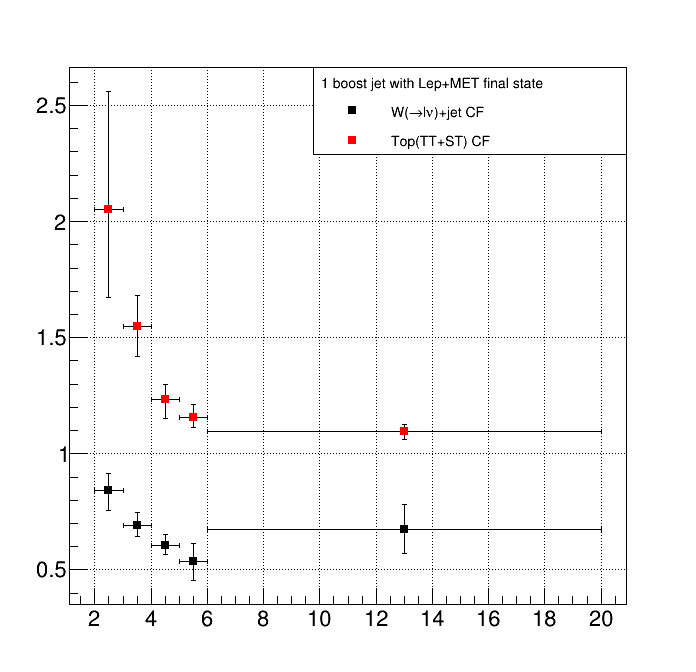 1 boost jet with Lep+MET final state
W(→lν)+jet CF
Top(TT+ST) CF
2.5
2
1.5
1
0.5
2 4 6 8 10 12 14 16 18 20